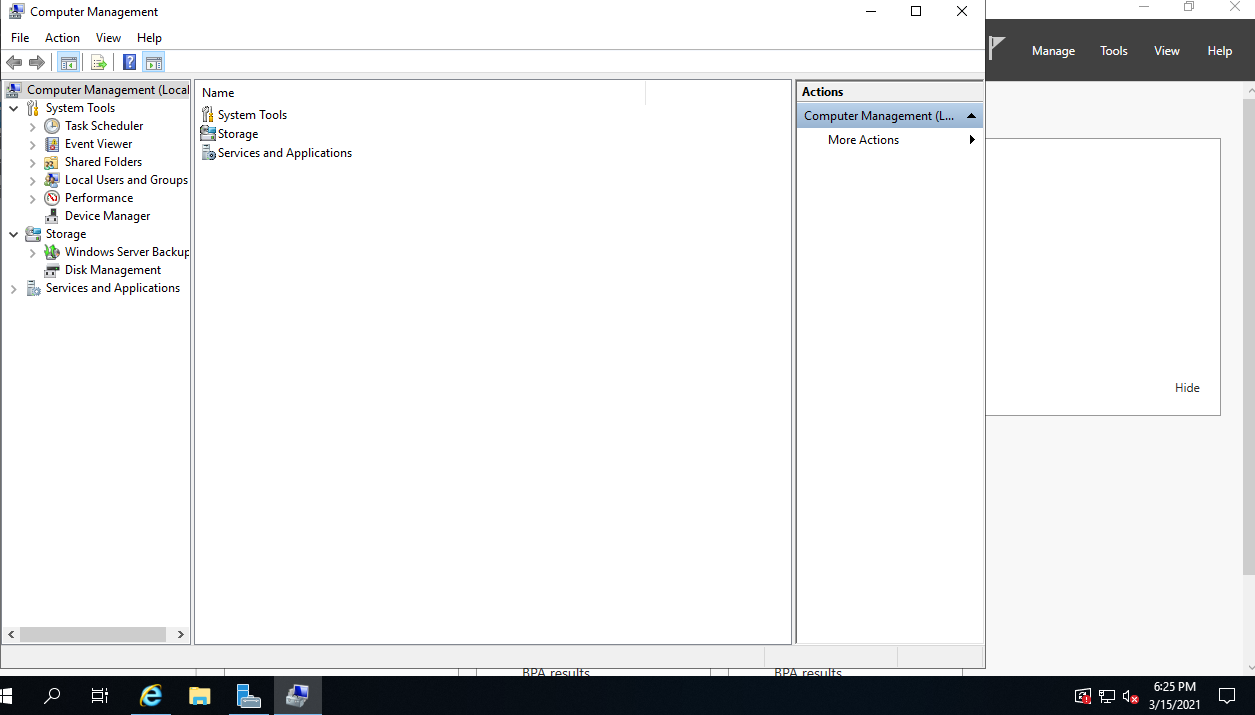 Computer Management
File Action View Help
Manage Tools View Help
Computer Management (Local
System Tools
Task Scheduler
Event Viewer
Shared Folders
Local Users and Groups
Performance
Device Manager
Storage
Windows Server Backup
Disk Management
Services and Applications
Name
System Tools
Storage
Services and Applications
Actions
Computer Management (L...
More Actions
Hide
BPA results
BPA results
6:25 PM
3/15/2021